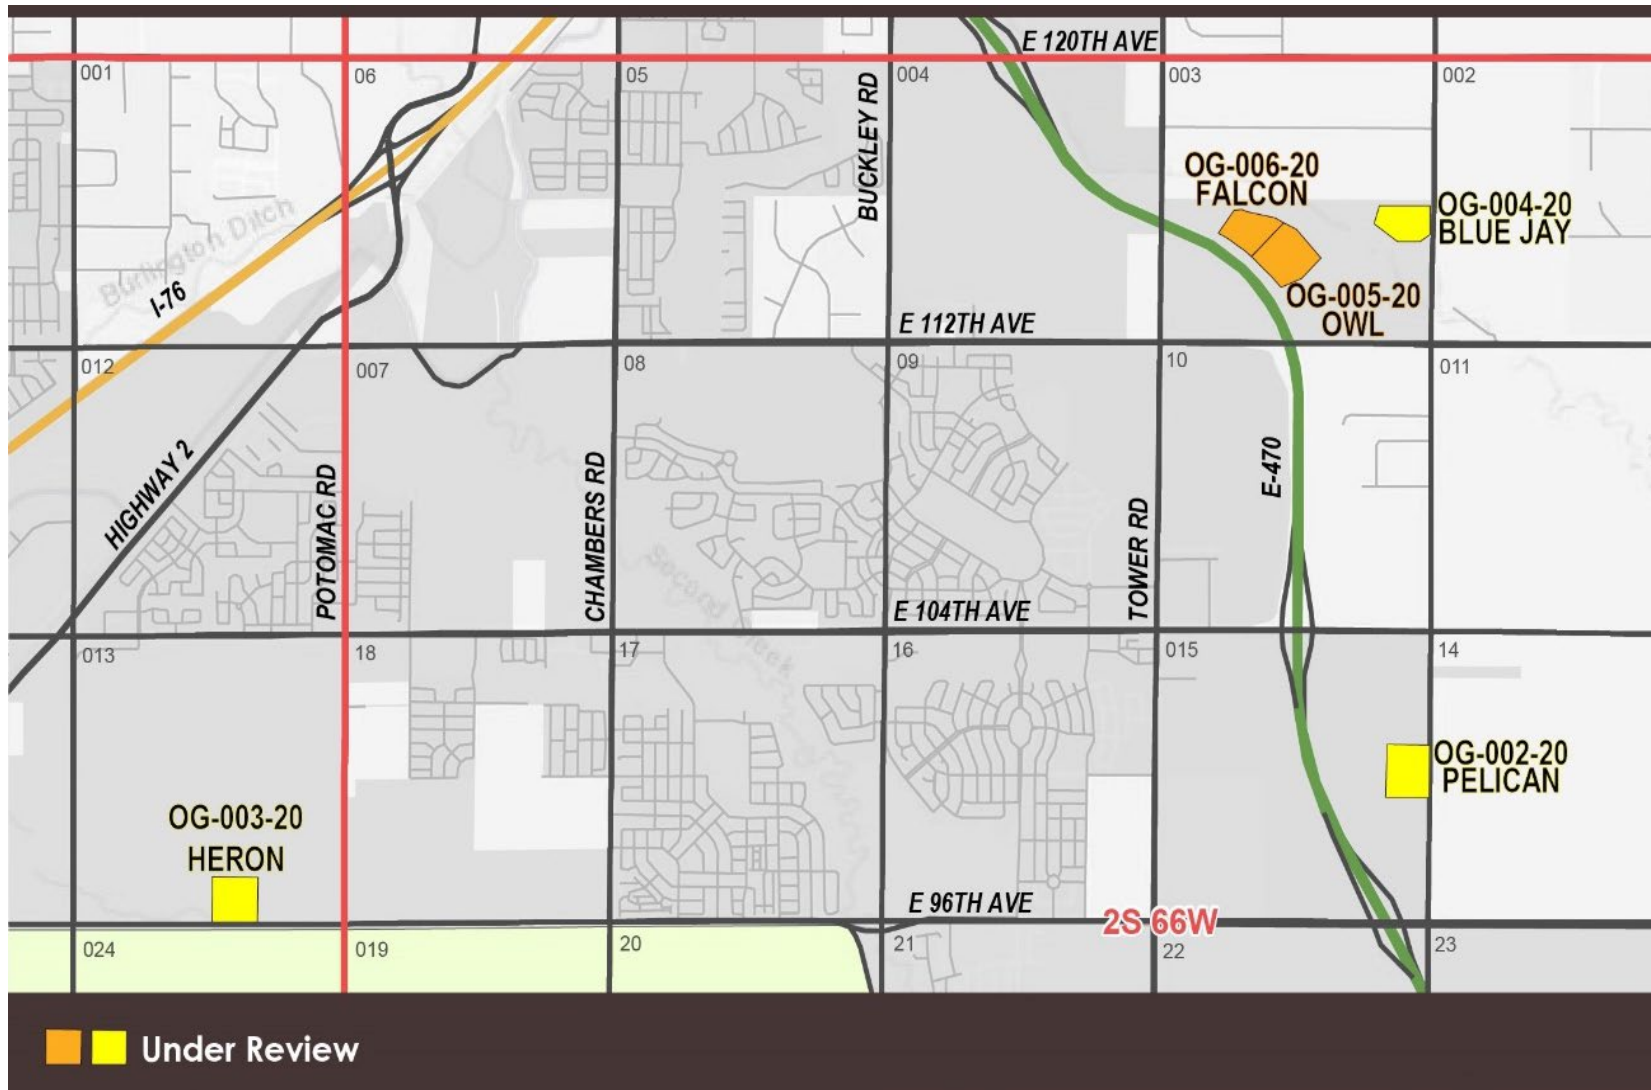 E 120TH AVE
001
06
05
004
003
002
BUCKLEY RD
OG-006-20
FALCON
OG-004-20
BLUE JAY
Burlington Ditch
I-76
OG-005-20
OWL
E 112TH AVE
012
007
08
09
10
011
HIGHWAY 2
POTOMAC RD
CHAMBERS RD
TOWER RD
E-470
Second Creek
E 104TH AVE
013
18
17
16
015
14
OG-002-20
PELICAN
OG-003-20
HERON
E 96TH AVE
2S 66W
024
019
20
21
22
23
Under Review